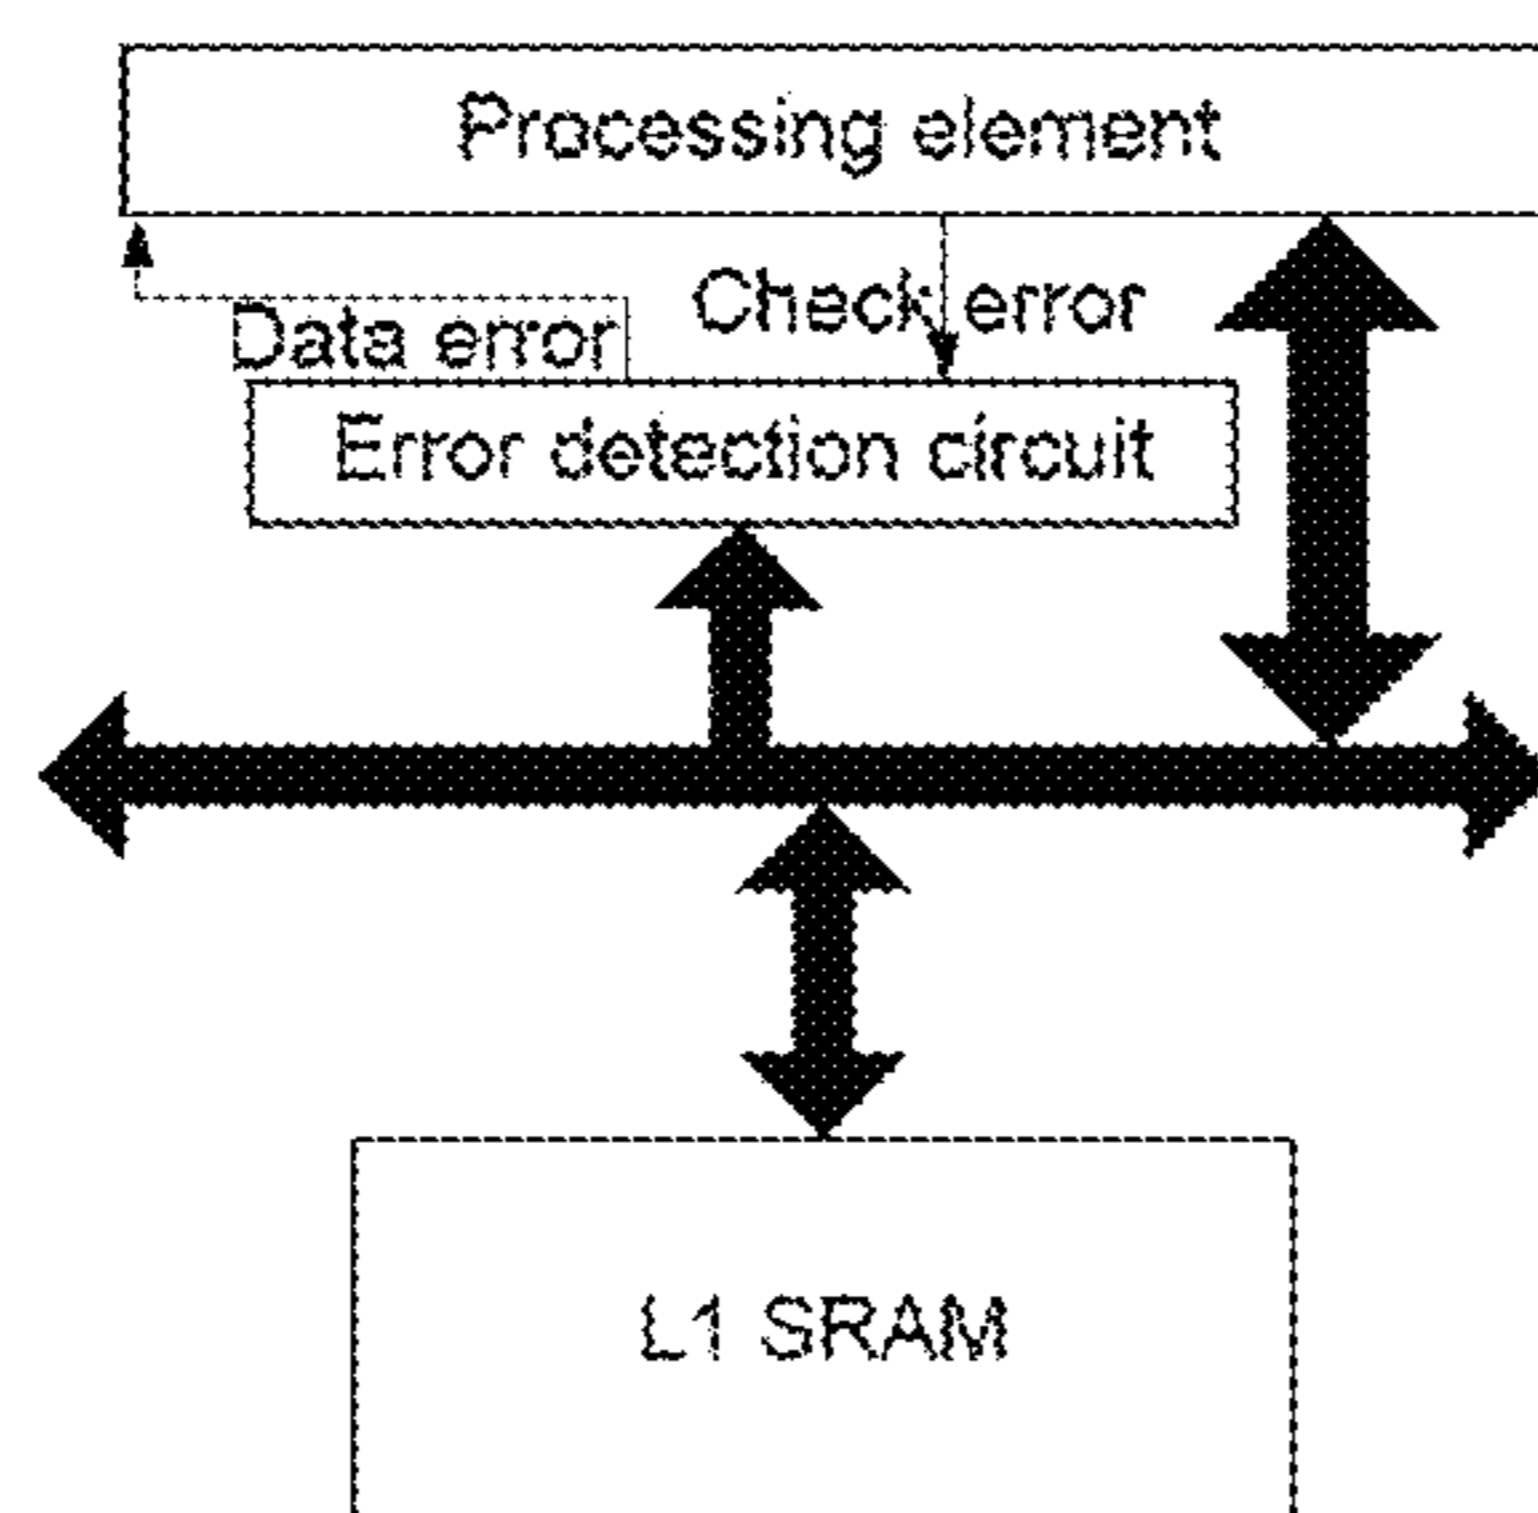 Processing element
Check error
Data error
Error detection circuit
L1 SRAM